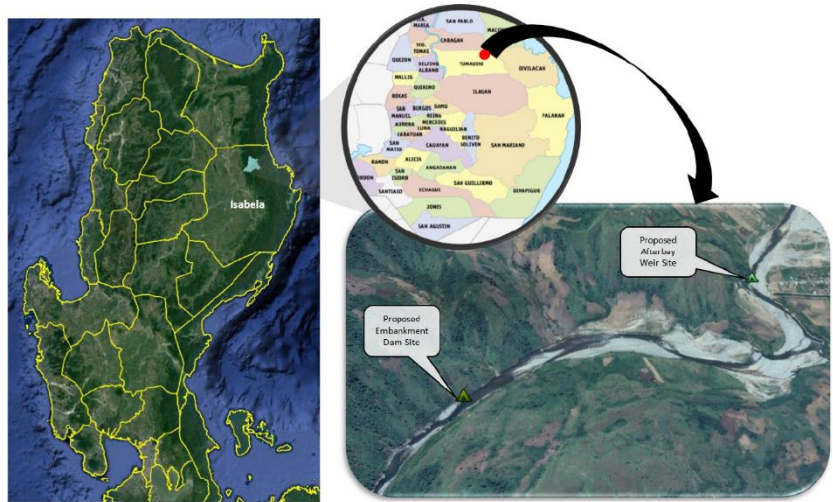 Isabela
SAN PABLO
STA.
MARIA
CABAGAN
STO.
TOMAS
QUEZON
DELFIN
ALBANO
TUMAUINI
DIVILACAN
MALLIG
QUIRINO
ILAGAN
ROXAS
SAN
MANUEL
BURGOS
GAMU
REINA
MERCEDES
PALANAN
AURORA
LUNA
NAGUILIAN
CABATUAN
BENITO
SOLIVEN
SAN
MATEO
CAUAYAN
SAN MARIANO
RAMON
ALICIA
ANGADANAN
SAN
ISIDRO
SAN GUILLERMO
DINAPIGUE
SANTIAGO
ECHAGUE
JONES
SAN AGUSTIN
Proposed
Afterbay
Weir Site
Proposed
Embankment
Dam Site